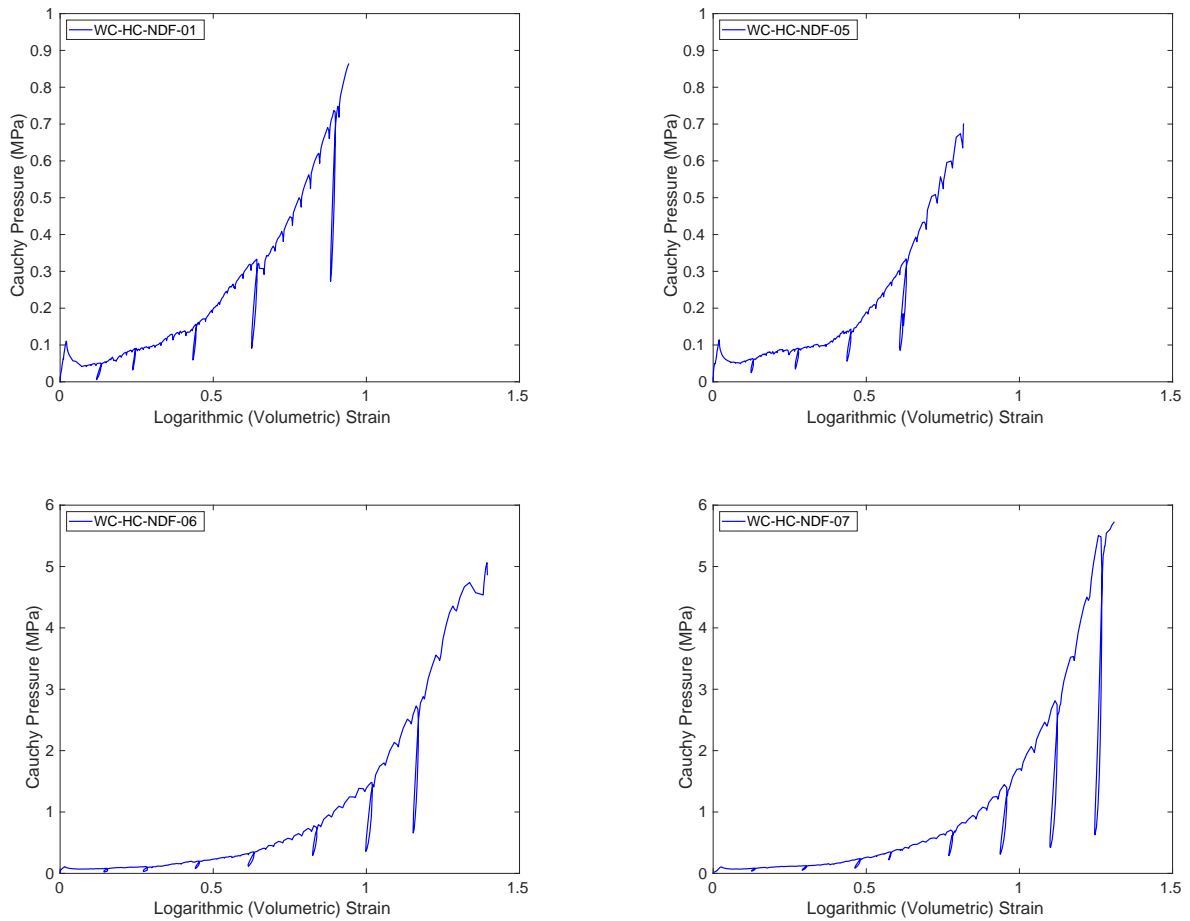 WC-HC-NDF-01
1
0.9
0.8
0.7
0.6
0.5
0.4
0.3
0.2
0.1
0
Cauchy Pressure (MPa)
0 0.5 1 1.5
Logarithmic (Volumetric) Strain
WC-HC-NDF-05
1
0.9
0.8
0.7
0.6
0.5
0.4
0.3
0.2
0.1
0
Cauchy Pressure (MPa)
0 0.5 1 1.5
Logarithmic (Volumetric) Strain
WC-HC-NDF-06
6
5
4
3
2
1
0
Cauchy Pressure (MPa)
0 0.5 1 1.5
Logarithmic (Volumetric) Strain
WC-HC-NDF-07
6
5
4
3
2
1
0
Cauchy Pressure (MPa)
0 0.5 1 1.5
Logarithmic (Volumetric) Strain